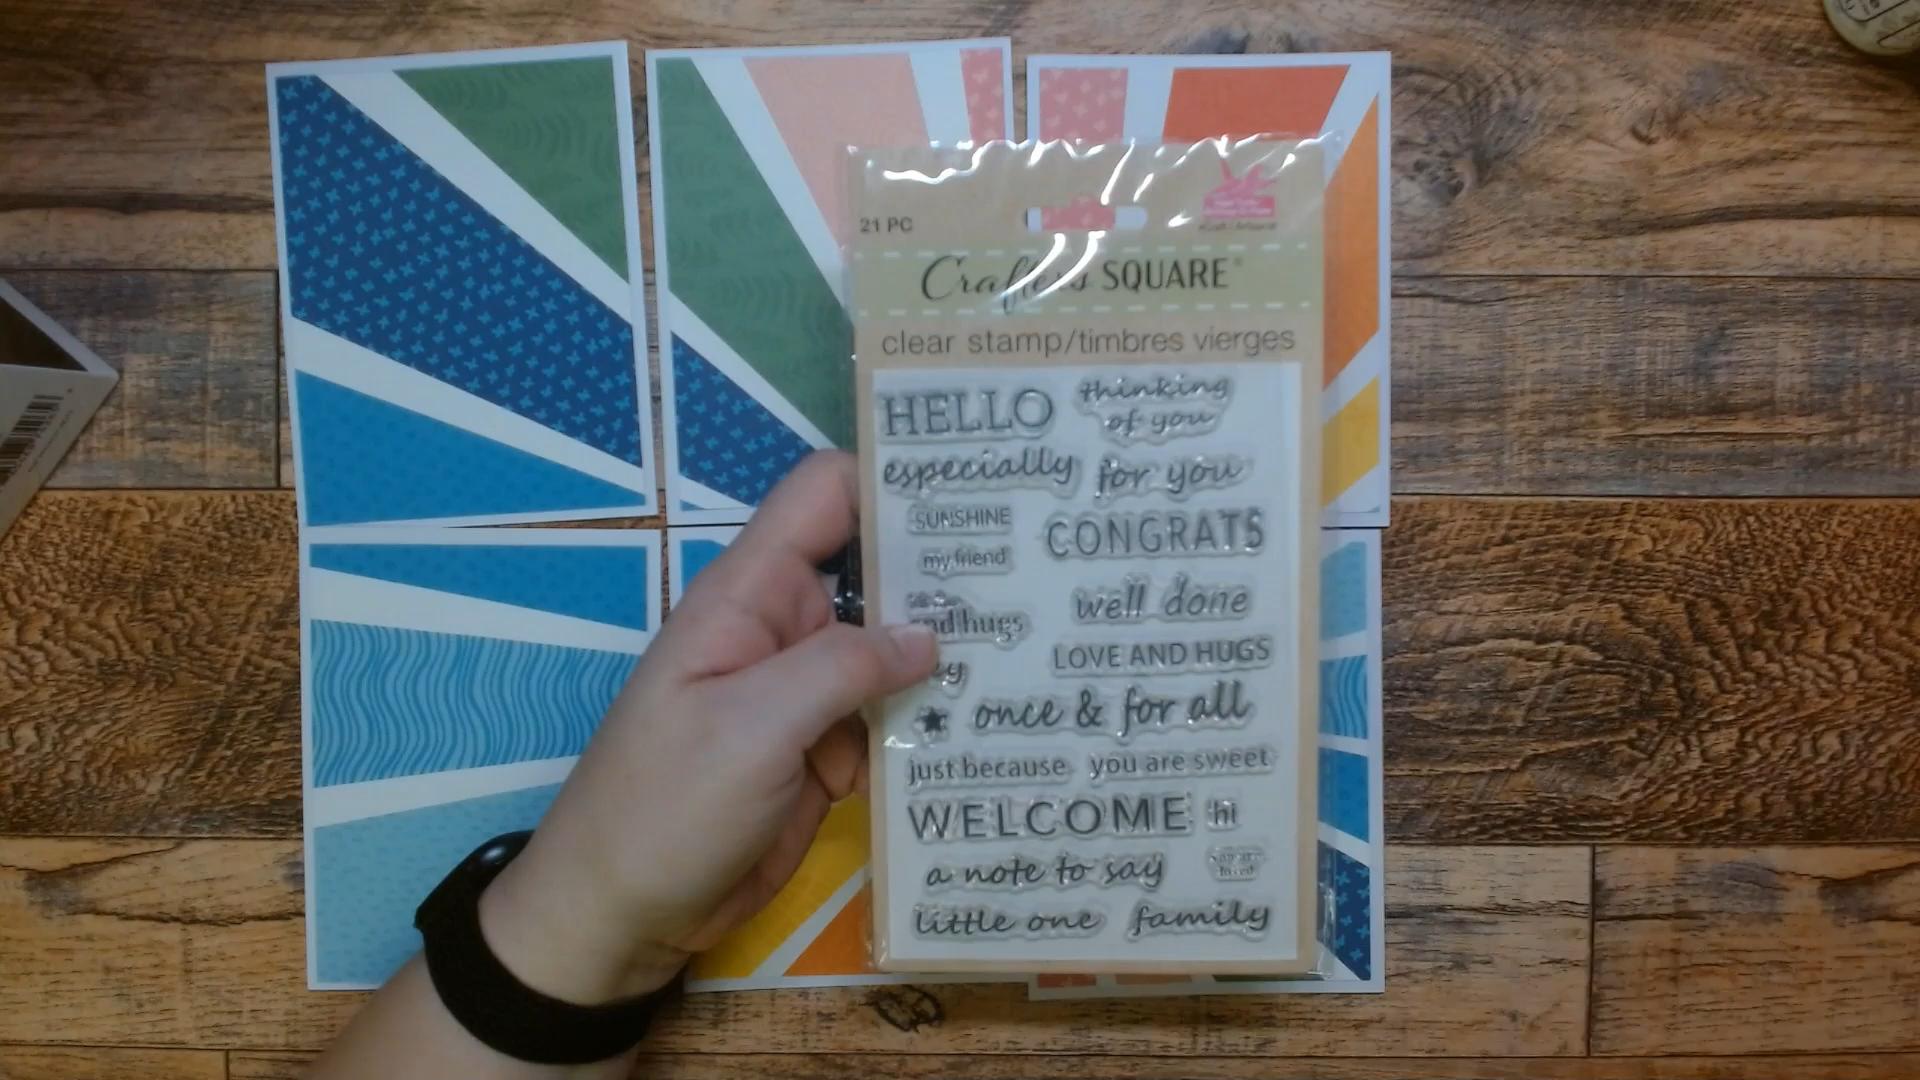 21 PC
Crafter's SQUARE®
clear stamp/timbres vierges
HELLO
thinking
of you
especially
for you
SUNSHINE
CONGRATS
my friend
well done
and hugs
LOVE AND HUGS
once & for all
just because
you are sweet
WELCOME
hi
a note to say
loved
little one
family